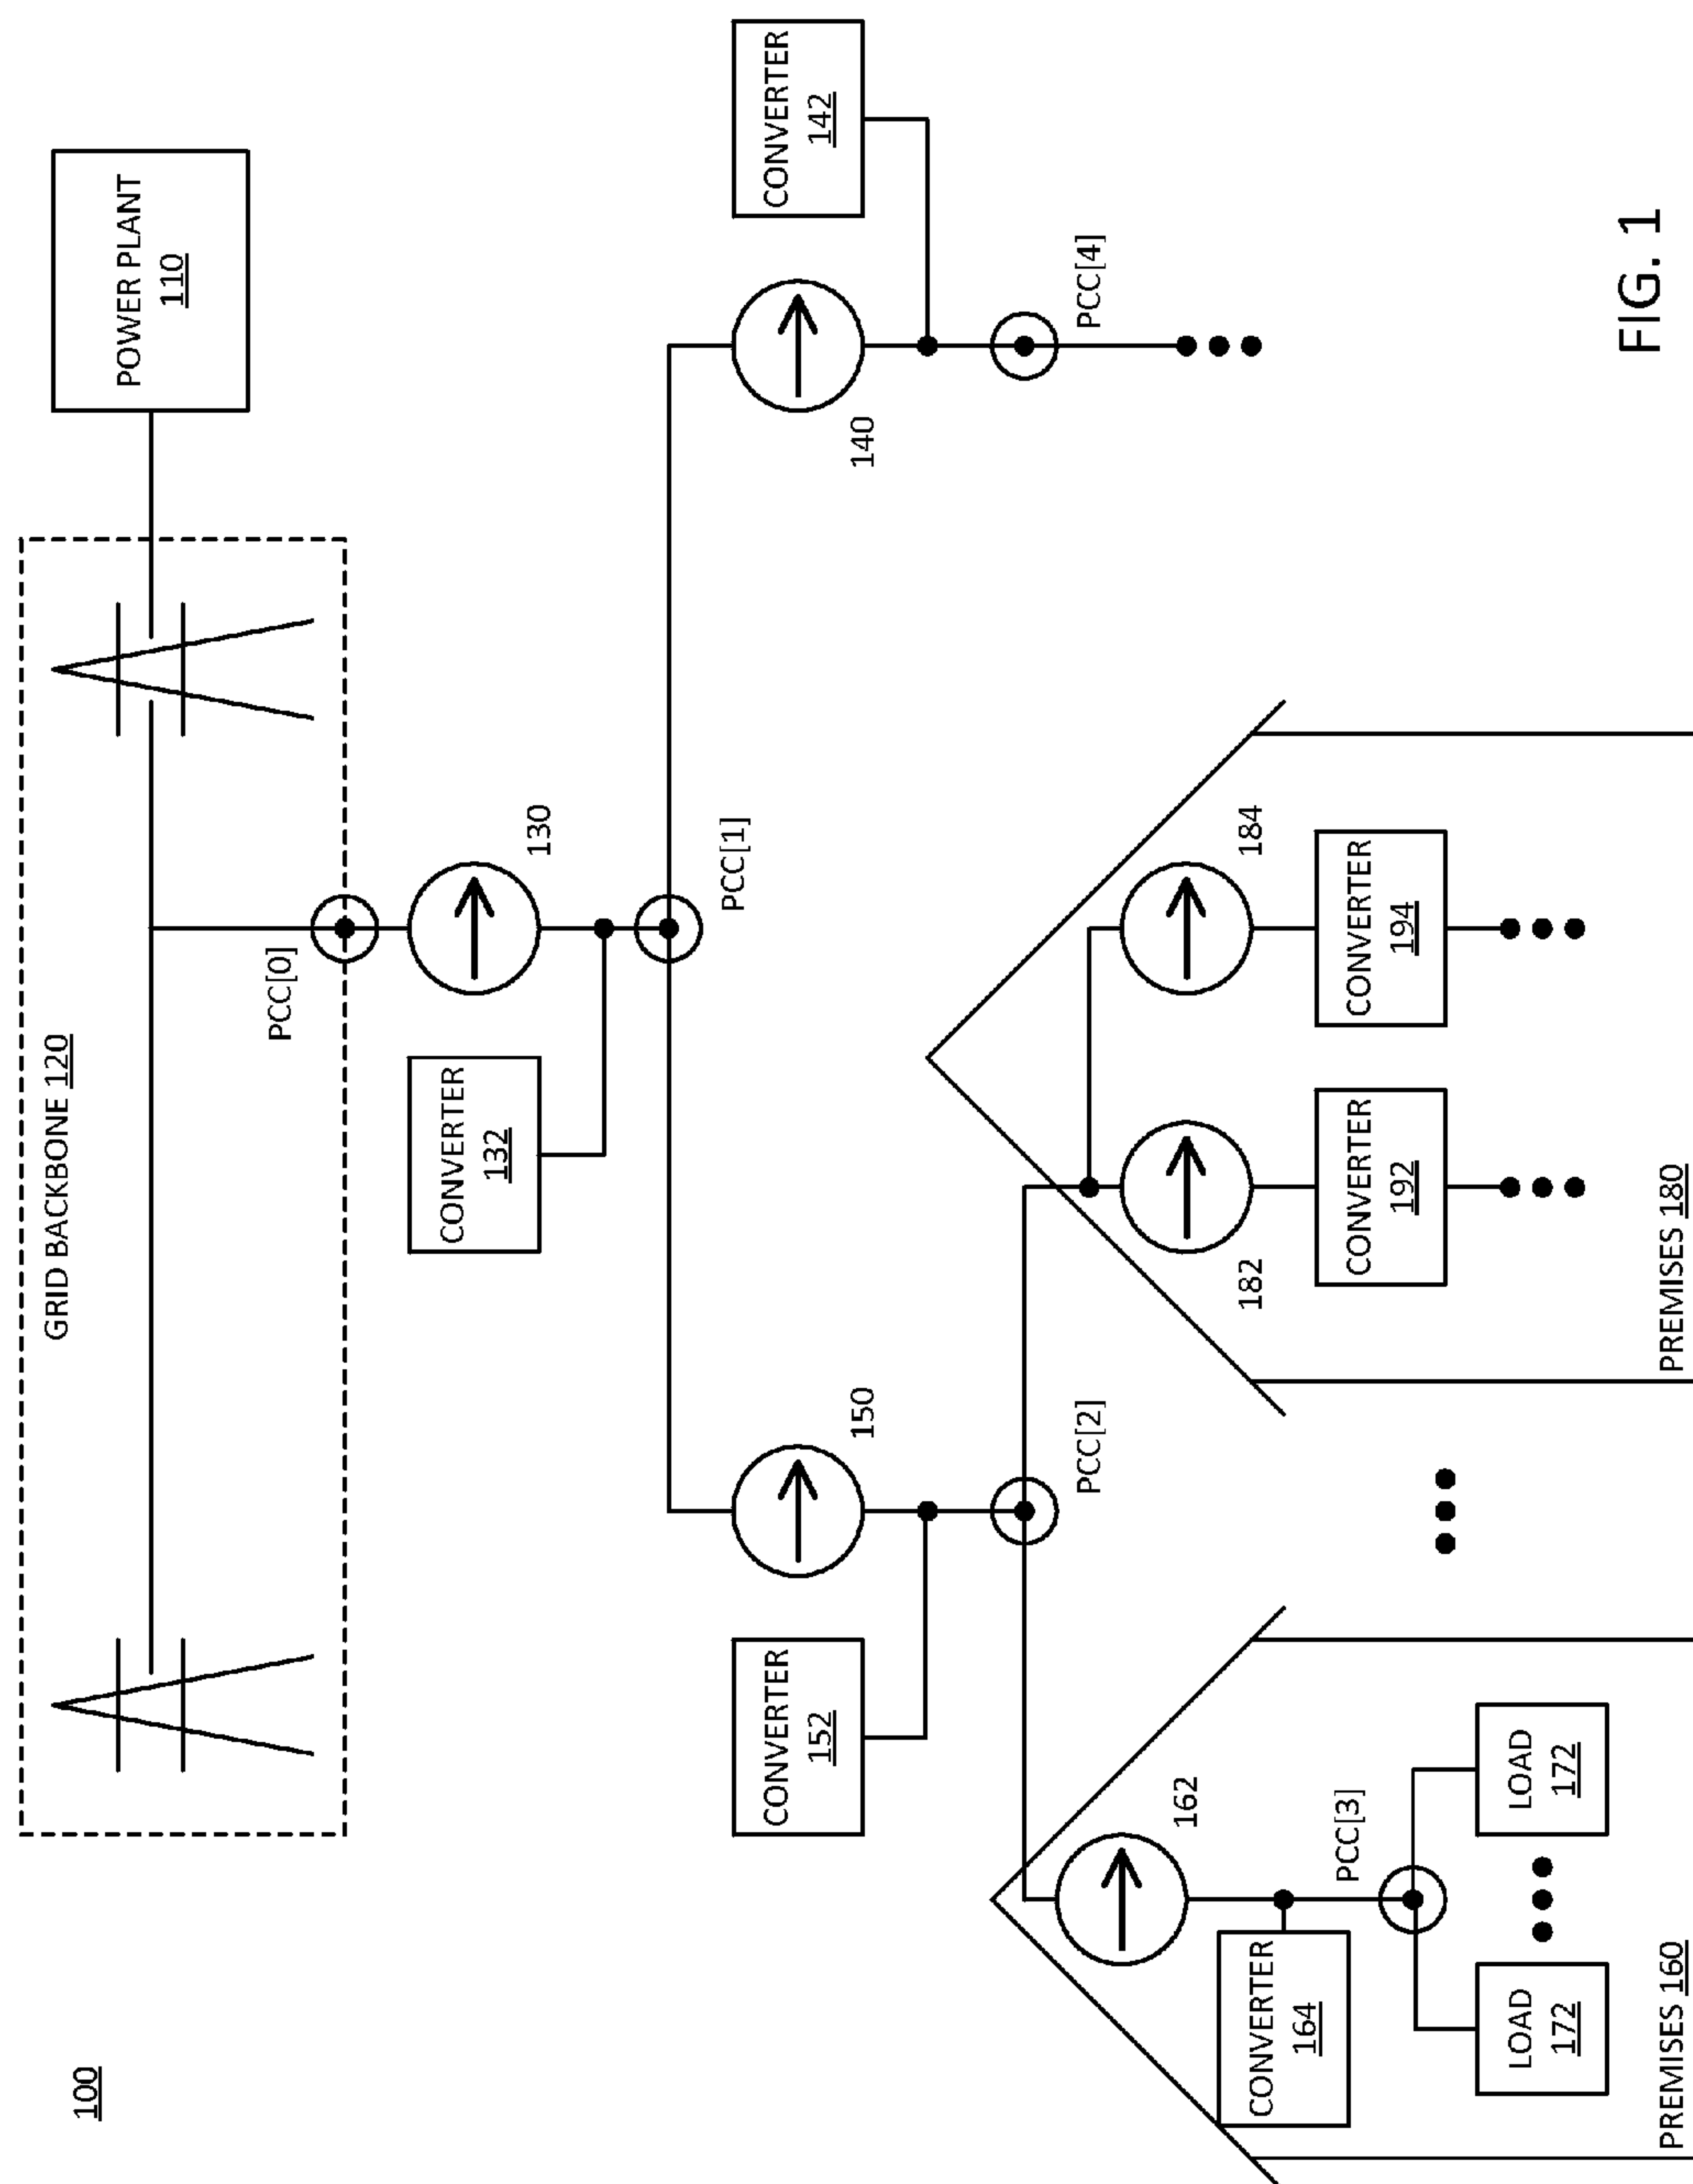 100
GRID BACKBONE 120
POWER PLANT
110
PCC[0]
130
CONVERTER
132
PCC[1]
CONVERTER
152
150
140
CONVERTER
142
PCC[2]
PCC[4]
162
CONVERTER
164
PCC[3]
LOAD
172
LOAD
172
PREMISES 160
182
184
CONVERTER
192
CONVERTER
194
PREMISES 180
FIG. 1